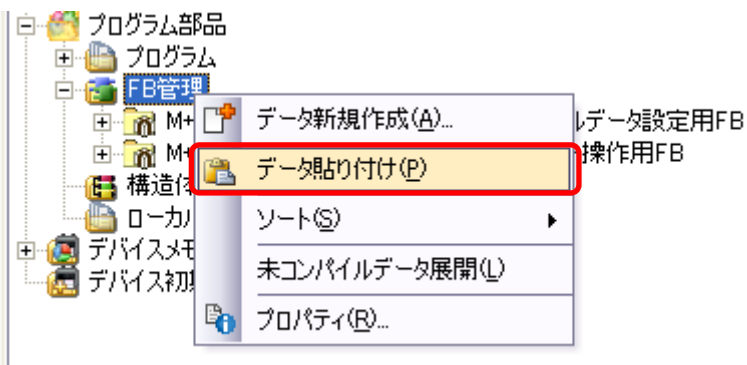 プログラム部品
プログラム
FB管理
M+ データ新規作成(A)... ルデータ設定用FB
M+ データ貼り付け(P) 操作用FB
構造体
ローカル ソート(S)
デバイスメモ 未コンパイルデータ展開(L)
デバイス初期 プロパティ(R)...